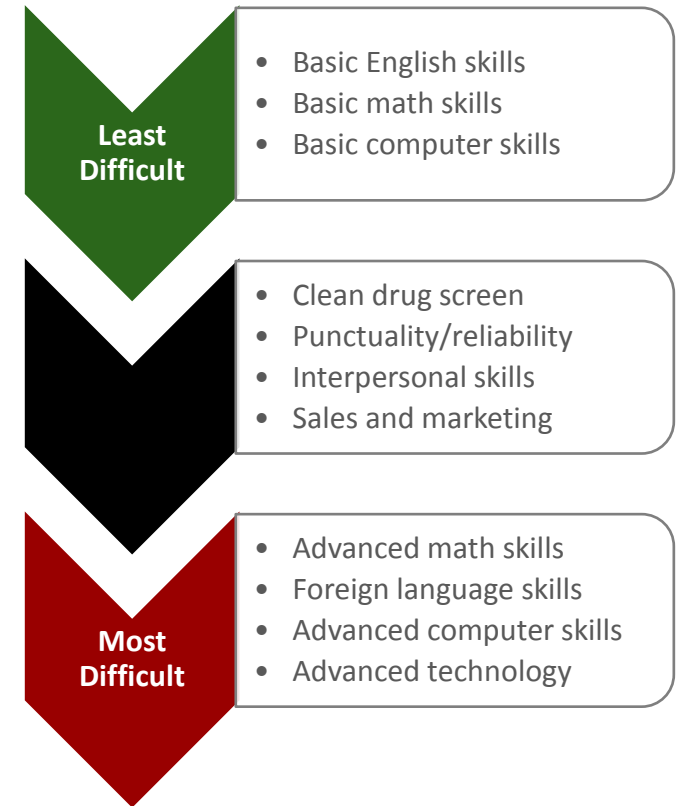 Least
Difficult
• Basic English skills
• Basic math skills
• Basic computer skills
• Clean drug screen
• Punctuality/reliability
• Interpersonal skills
• Sales and marketing
Most
Difficult
• Advanced math skills
• Foreign language skills
• Advanced computer skills
• Advanced technology